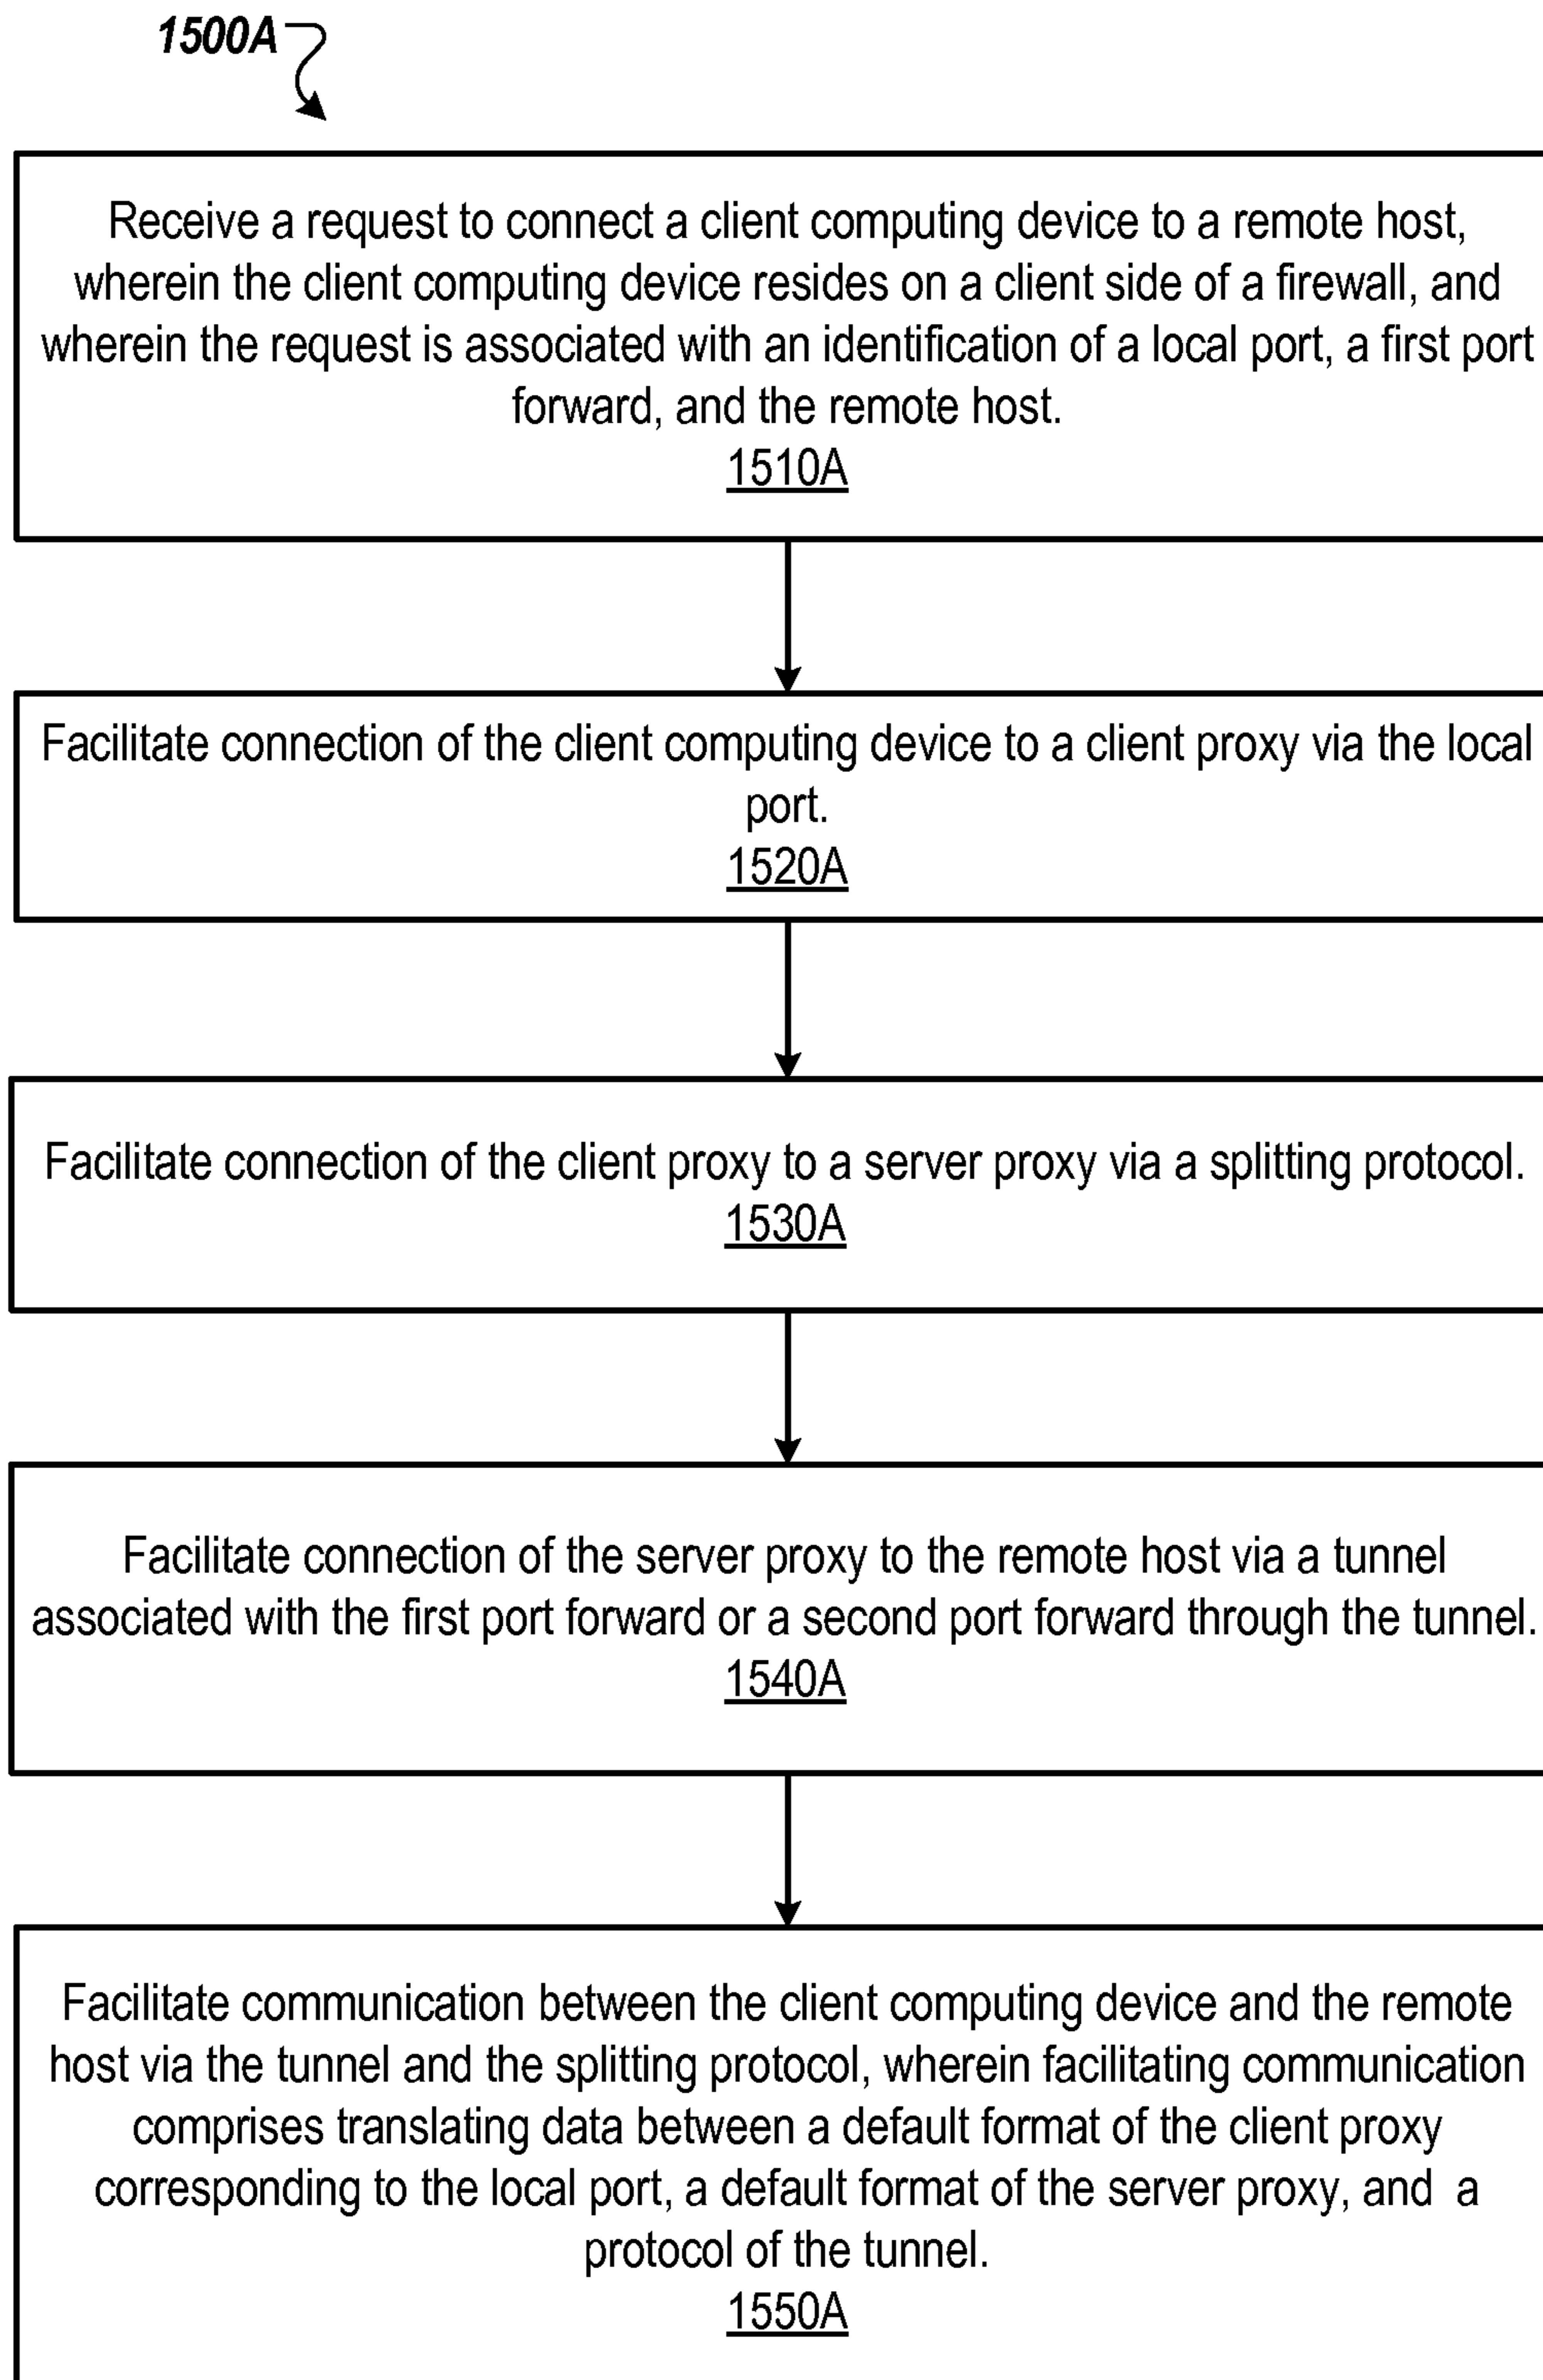 1500A
Receive a request to connect a client computing device to a remote host,
wherein the client computing device resides on a client side of a firewall, and
wherein the request is associated with an identification of a local port, a first port
forward, and the remote host.
1510A
Facilitate connection of the client computing device to a client proxy via the local
port.
1520A
Facilitate connection of the client proxy to a server proxy via a splitting protocol.
1530A
Facilitate connection of the server proxy to the remote host via a tunnel
associated with the first port forward or a second port forward through the tunnel.
1540A
Facilitate communication between the client computing device and the remote
host via the tunnel and the splitting protocol, wherein facilitating communication
comprises translating data between a default format of the client proxy
corresponding to the local port, a default format of the server proxy, and  a
protocol of the tunnel.
1550A